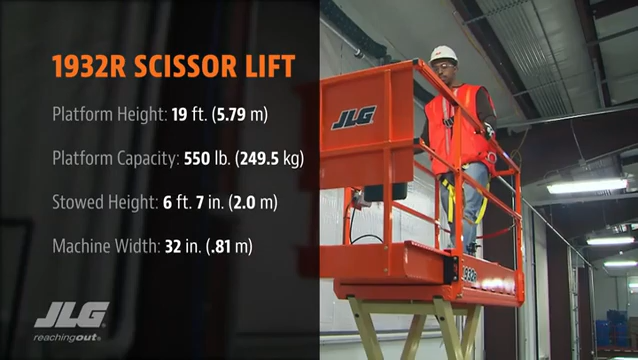 1932R SCISSOR LIFT
Platform Height: 19 ft. (5.79 m)
Platform Capacity: 550 lb. (249.5 kg)
Stowed Height: 6 ft. 7 in. (2.0 m)
Machine Width: 32 in. (.81 m)
JLG®
reachingout®
JLG
1932R